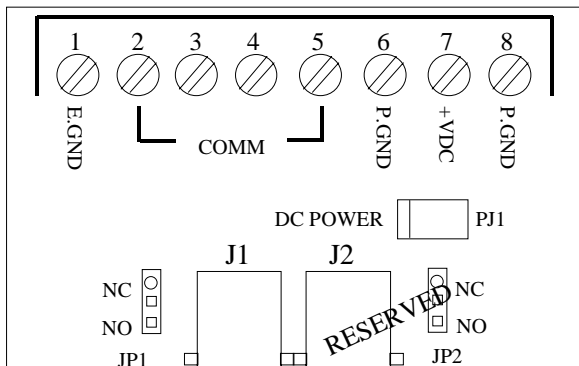 1 2 3 4 5 6 7 8
E.GND P.GND +VDC P.GND
COMM
DC POWER PJ1
J1 J2
NC NC
RESERVED
NO NO
JP1 JP2